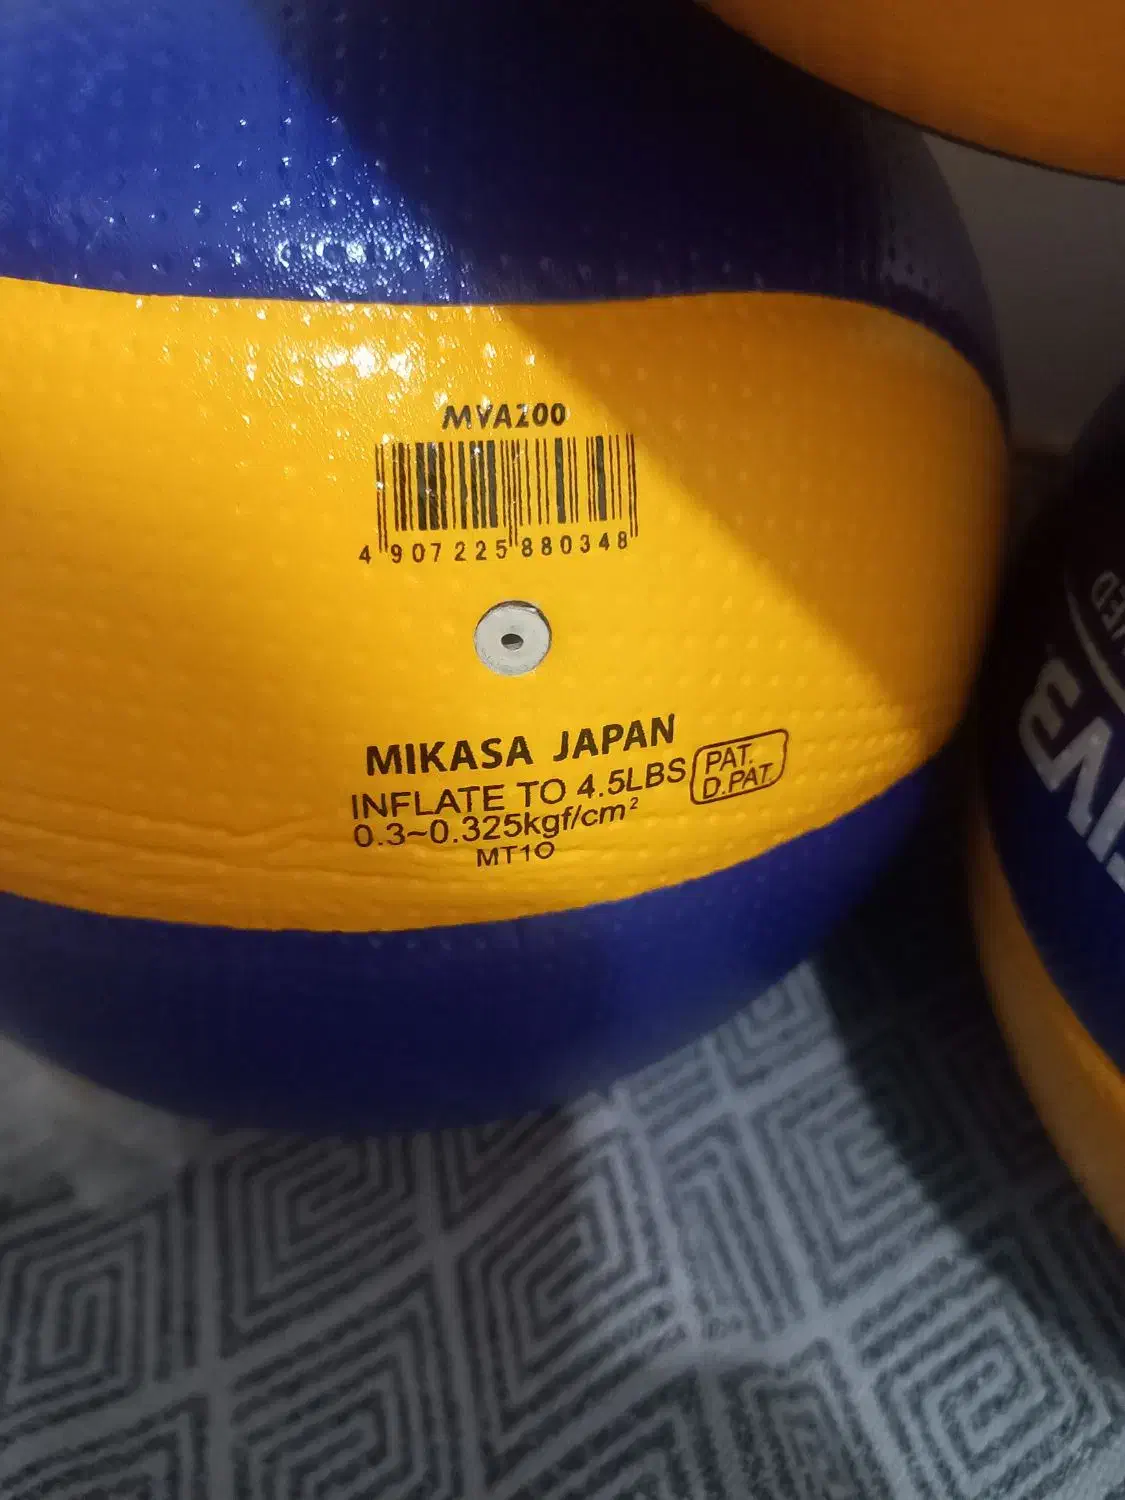 MVA200
4 907225 880348
MIKASA JAPAN
INFLATE TO 4.5LBS
PAT.
D.PAT.
0.3~0.325kgf/cm²
MT10